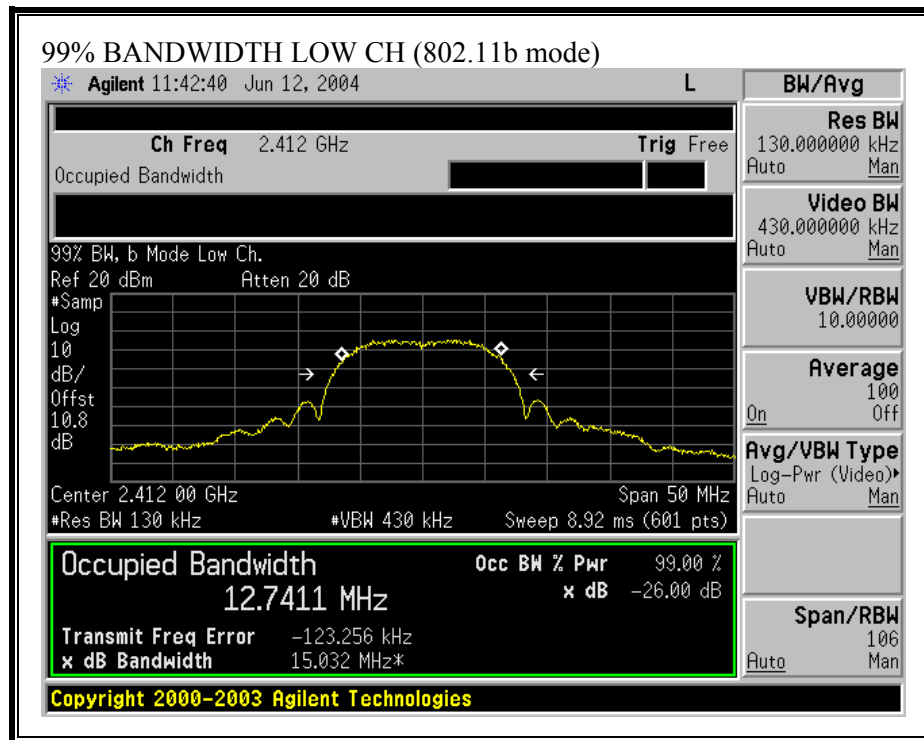 99% BANDWIDTH LOW CH (802.11b mode)
Agilent 11:42:40 Jun 12, 2004 L
Ch Freq 2.412 GHz Trig Free
Occupied Bandwidth
99% BW, b Mode Low Ch.
Ref 20 dBm Atten 20 dB
#Samp
Log
10
dB/
Offst
10.8
dB
Center 2.412 00 GHz Span 50 MHz
#Res BW 130 kHz #VBW 430 kHz Sweep 8.92 ms (601 pts)
Occupied Bandwidth Occ BW % Pwr 99.00 %
12.7411 MHz x dB -26.00 dB
Transmit Freq Error -123.256 kHz
x dB Bandwidth 15.032 MHz*
Copyright 2000-2003 Agilent Technologies
BW/Avg
Res BW
130.000000 kHz
Auto Man
Video BW
430.000000 kHz
Auto Man
VBW/RBW
10.00000
Average
100
On Off
Avg/VBW Type
Log-Pwr (Video)▸
Auto Man
Span/RBW
106
Auto Man